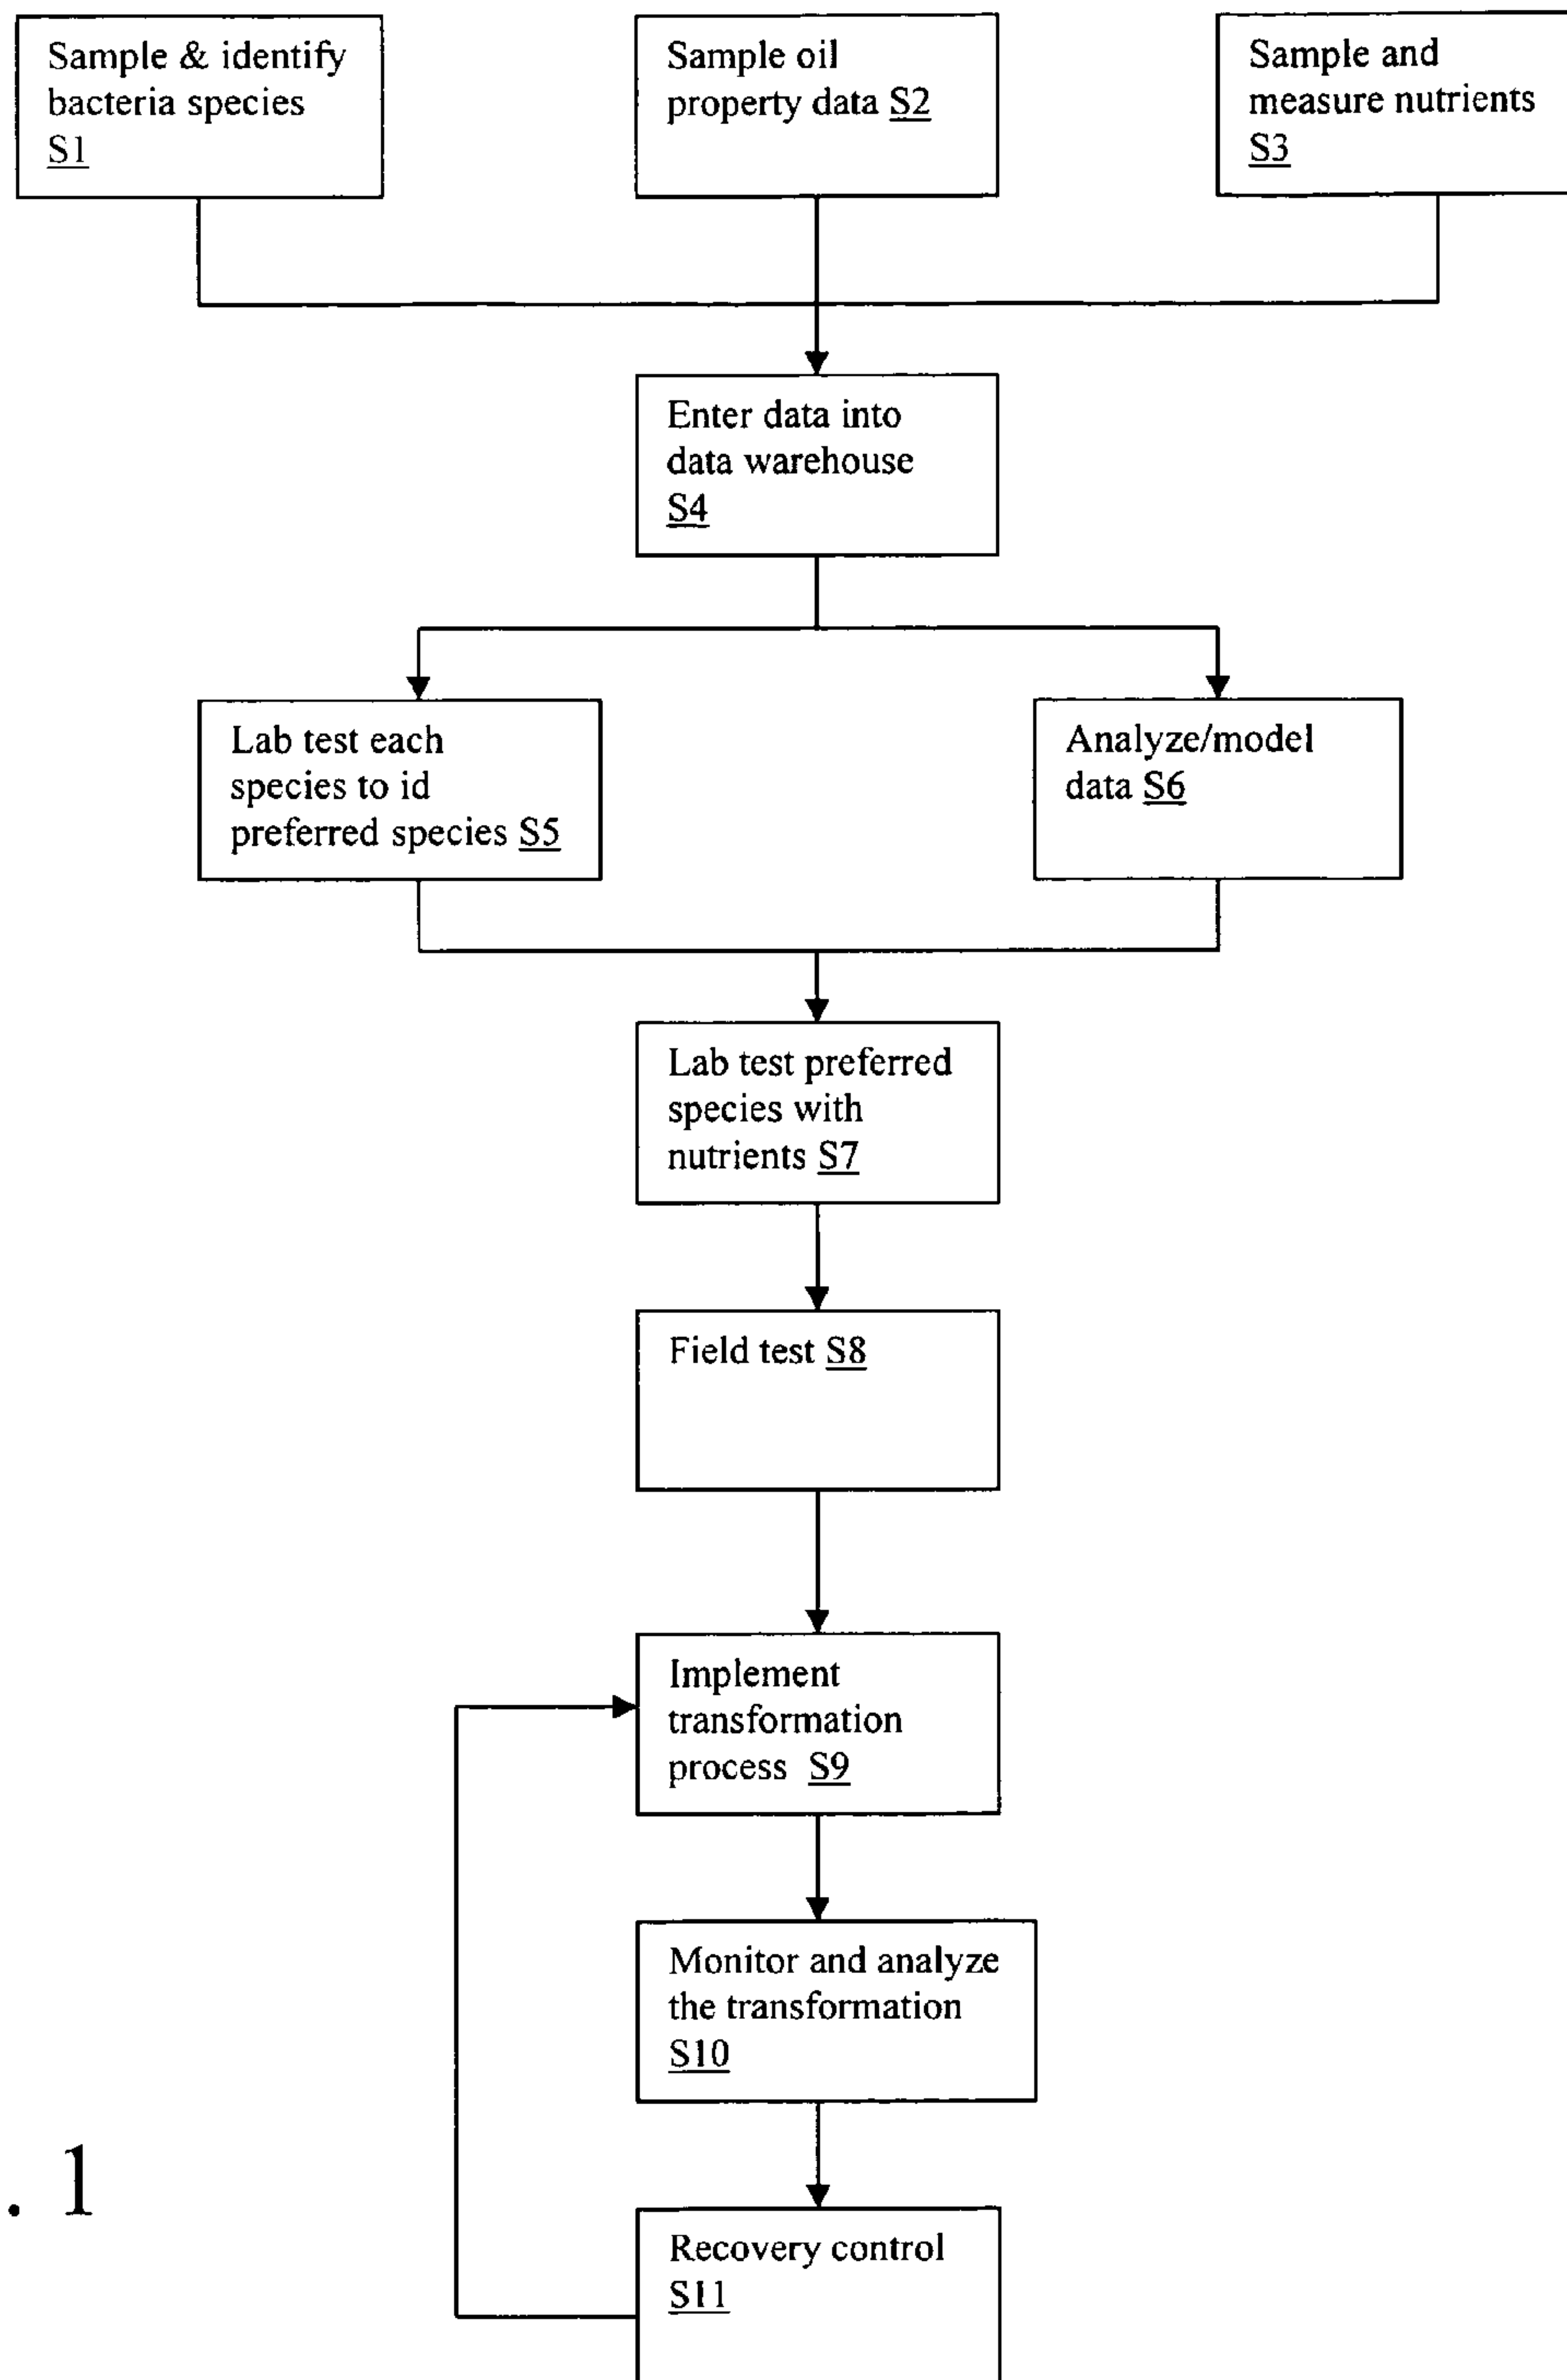 Sample & identify
bacteria species
S1
Sample oil
property data S2
Sample and
measure nutrients
S3
Enter data into
data warehouse
S4
Lab test each
species to id
preferred species S5
Analyze/model
data S6
Lab test preferred
species with
nutrients S7
Field test S8
Implement
transformation
process S9
Monitor and analyze
the transformation
S10
Recovery control
S11
. 1